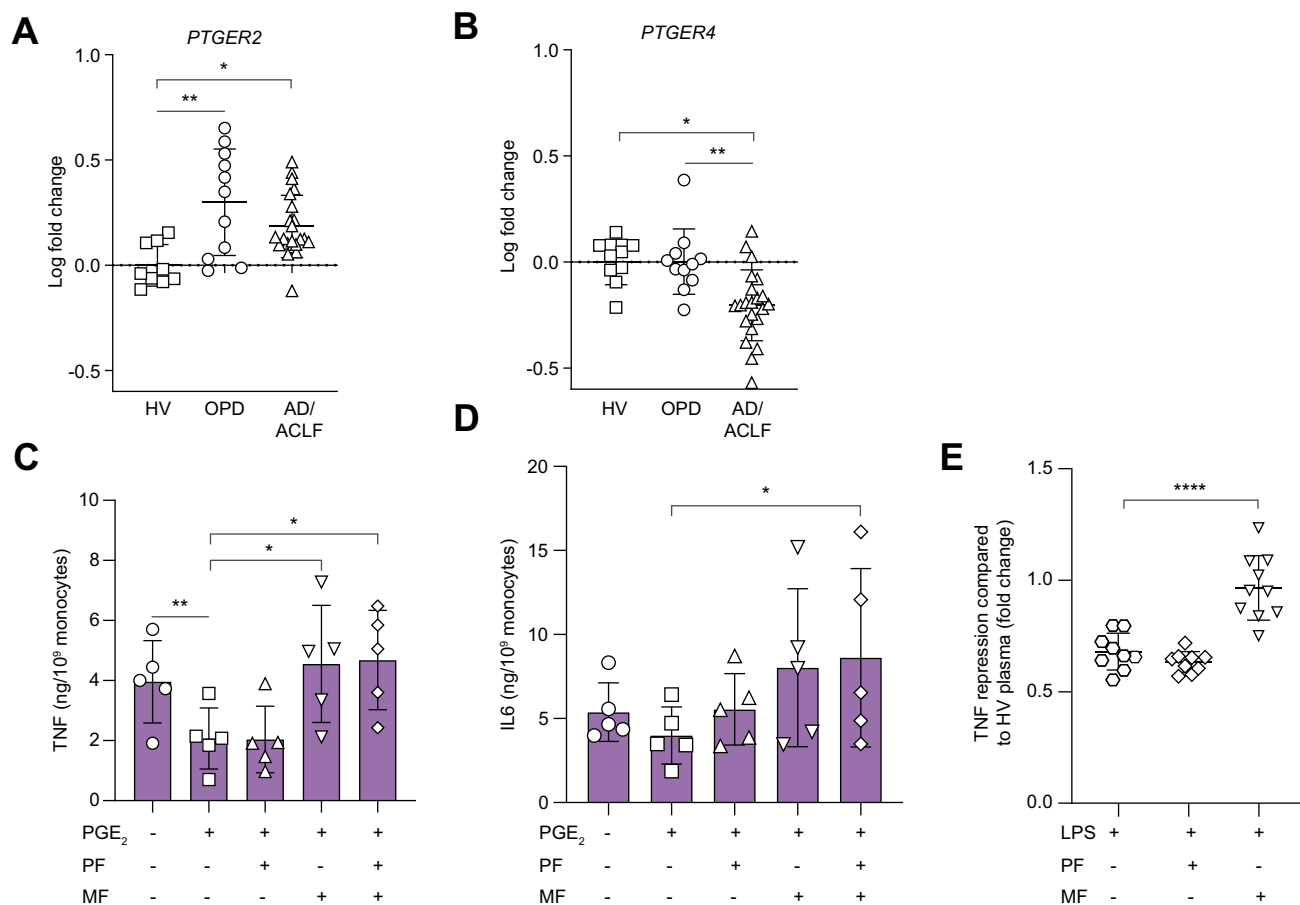 A
PTGER2
Log fold change
1.0
0.5
0.0
-0.5
*
**
HV OPD AD/
ACLF
B
PTGER4
Log fold change
1.0
0.5
0.0
-0.5
*
**
HV OPD AD/
ACLF
C
TNF (ng/10⁹ monocytes)
10
8
6
4
2
0
*
*
**
PGE₂ - + + + +
PF - - + - +
MF - - - + +
D
IL6 (ng/10⁹ monocytes)
20
15
10
5
0
*
PGE₂ - + + + +
PF - - + - +
MF - - - + +
E
TNF repression compared
to HV plasma (fold change)
1.5
1.0
0.5
0.0
****
LPS + + +
PF - + -
MF - - +